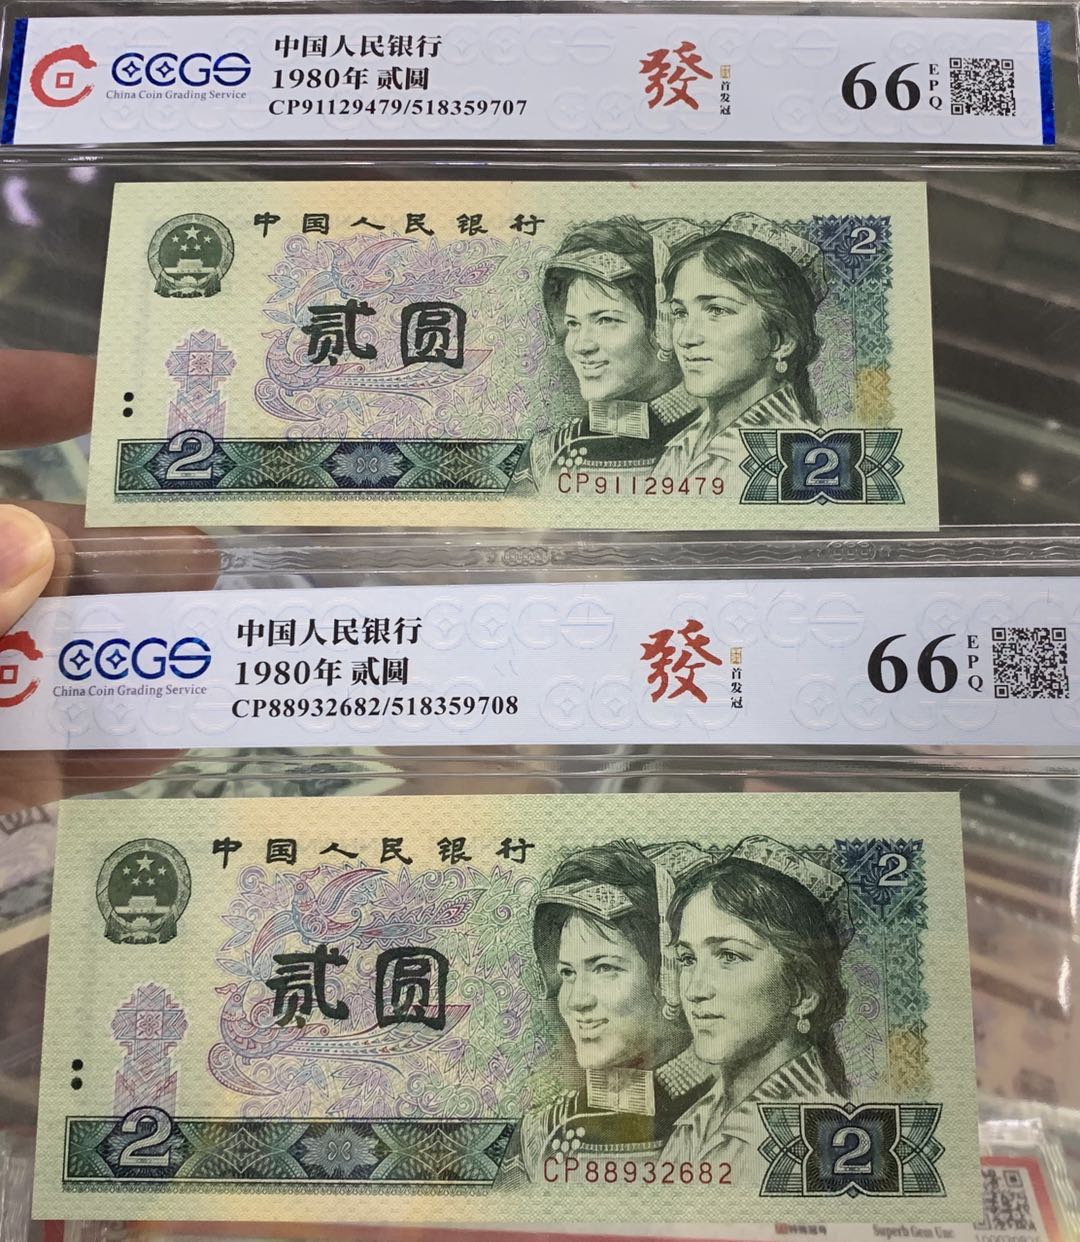 CCGS
China Coin Grading Service
中国人民银行
1980年 贰圆
CP91129479/518359707
發
首发冠
66
EPQ
中国人民银行
2
贰圆
2
2
CP91129479
CCGS
China Coin Grading Service
中国人民银行
1980年 贰圆
CP88932682/518359708
發
首发冠
66
EPQ
中国人民银行
2
贰圆
2
2
CP88932682
Superb Gem Unc